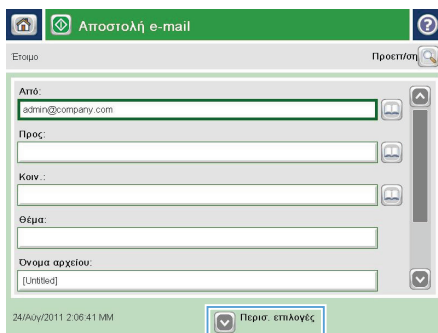 Αποστολή e-mail
Έτοιμο
Προεπ/ση
Από:
admin@company.com
Προς:
Κοιν.:
Θέμα:
Όνομα αρχείου:
[Untitled]
24/Αύγ/2011 2:06:41 ΜΜ
Περισ. επιλογές